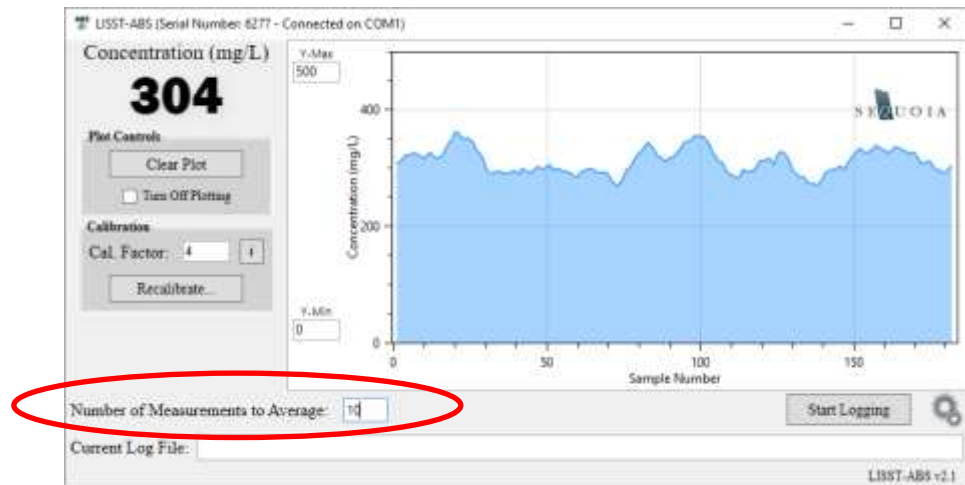 LISST-ABS (Serial Number: 6277 - Connected on COM1)
Concentration (mg/L)
304
Plot Controls
Clear Plot
Turn Off Plotting
Calibration
Cal. Factor: 4 i
Recalibrate...
Y-Max
500
Y-Min
0
Concentration (mg/L)
400
200
0
0 50 100 150
Sample Number
SEQUOIA
Number of Measurements to Average: 10
Start Logging
Current Log File:
LISST-ABS v2.1